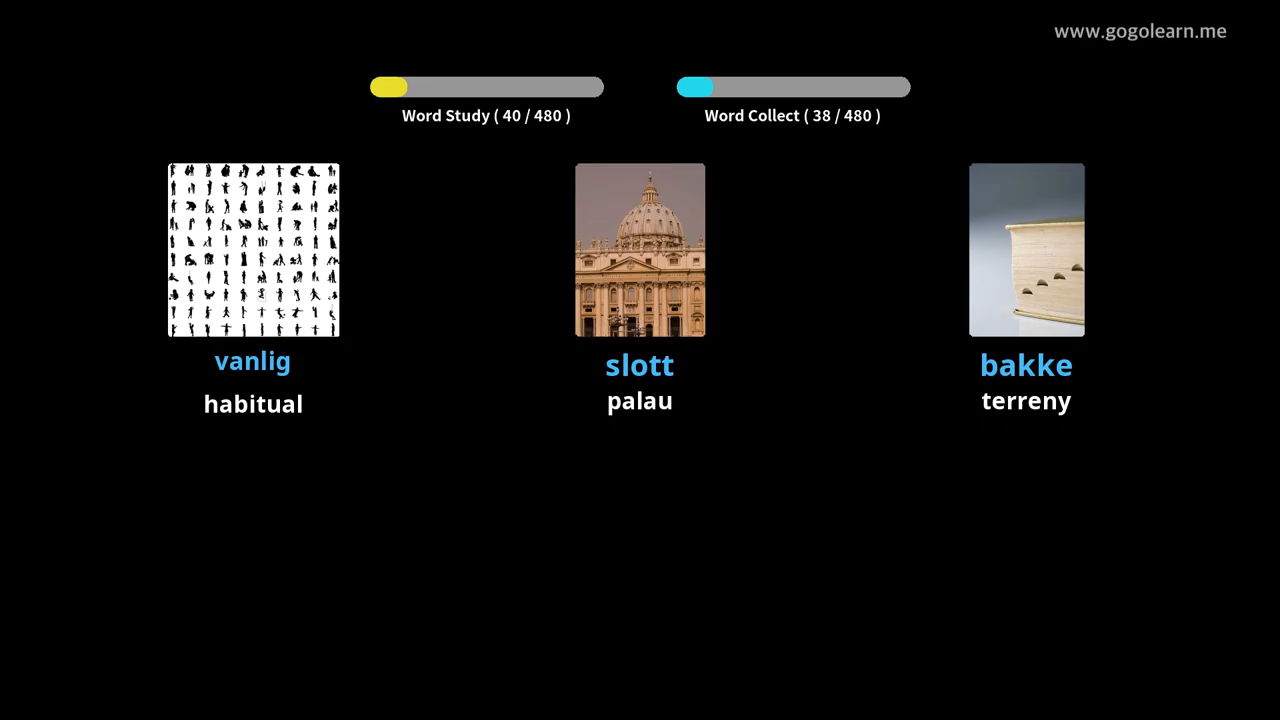 www.gogolearn.me
Word Study ( 40 / 480 )
Word Collect ( 38 / 480 )
vanlig
habitual
slott
palau
bakke
terreny